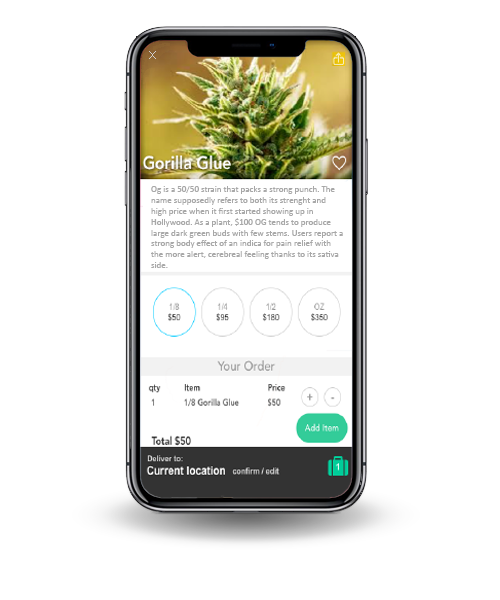 Gorilla Glue
Og is a 50/50 strain that packs a strong punch. The
name supposedly refers to both its strenght and
high price when it first started showing up in
Hollywood. As a plant, $100 OG tends to produce
large dark green buds with few stems. Users report a
strong body effect of an indica for pain relief with
the more alert, cerebreal feeling thanks to its sativa
side.
1/8 1/4 1/2 OZ
$50 $95 $180 $350
Your Order
qty Item Price
1 1/8 Gorilla Glue $50 + -
Add Item
Total $50
Deliver to:
Current location confirm / edit 1